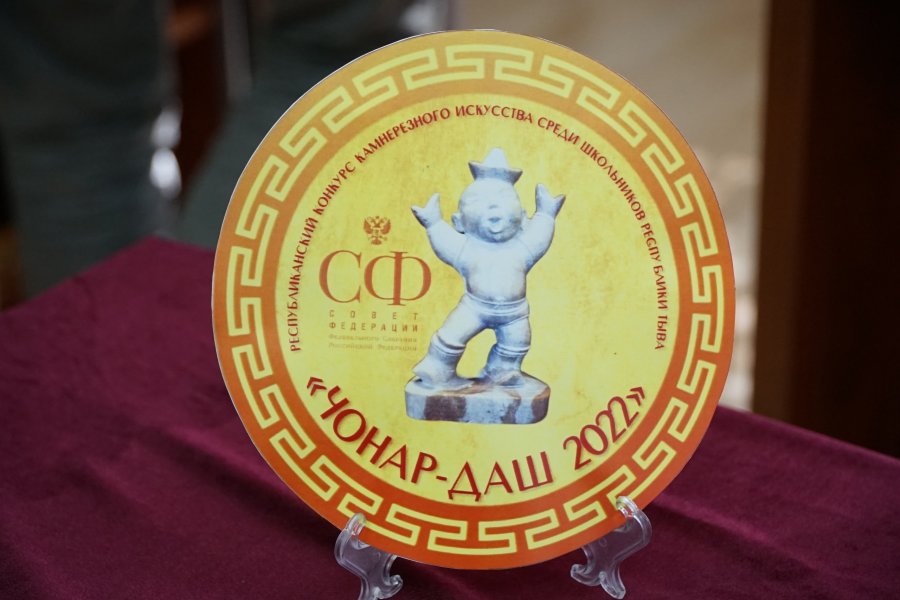 РЕСПУБЛИКАНСКИЙ КОНКУРС КАМНЕРЕЗНОГО ИСКУССТВА СРЕДИ ШКОЛЬНИКОВ РЕСПУБЛИКИ ТЫВА
СФ
СОВЕТ
ФЕДЕРАЦИИ
Федерального Собрания
Российской Федерации
«ЧОНАР-ДАШ 2022»